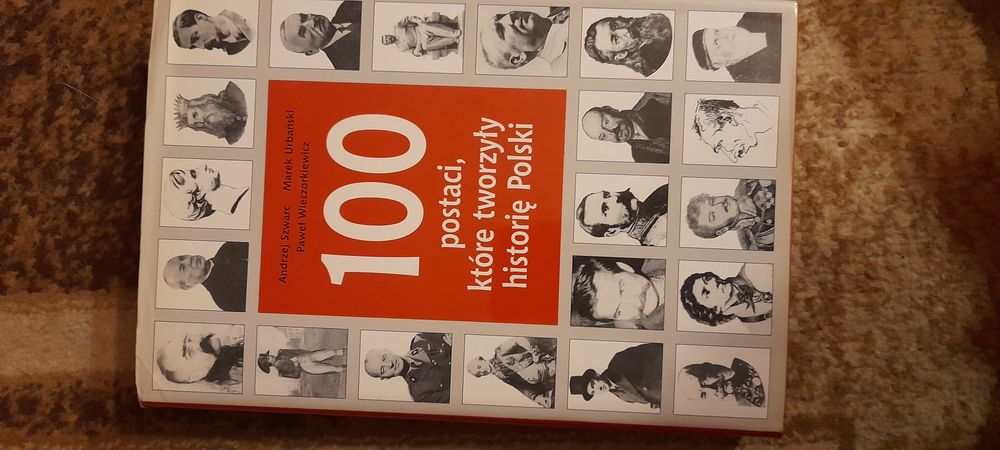 Andrzej Szwarc Marek Urbański
Paweł Wieczorkiewicz
100
postaci,
które tworzyły
historię Polski